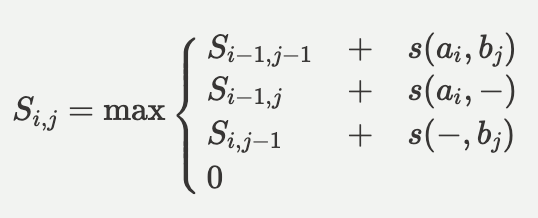 S_{i-1,j-1} + s(a_i, b_j)
S_{i-1,j} + s(a_i, −)
S_{i,j} = max {
S_{i,j-1} + s(−, b_j)
0